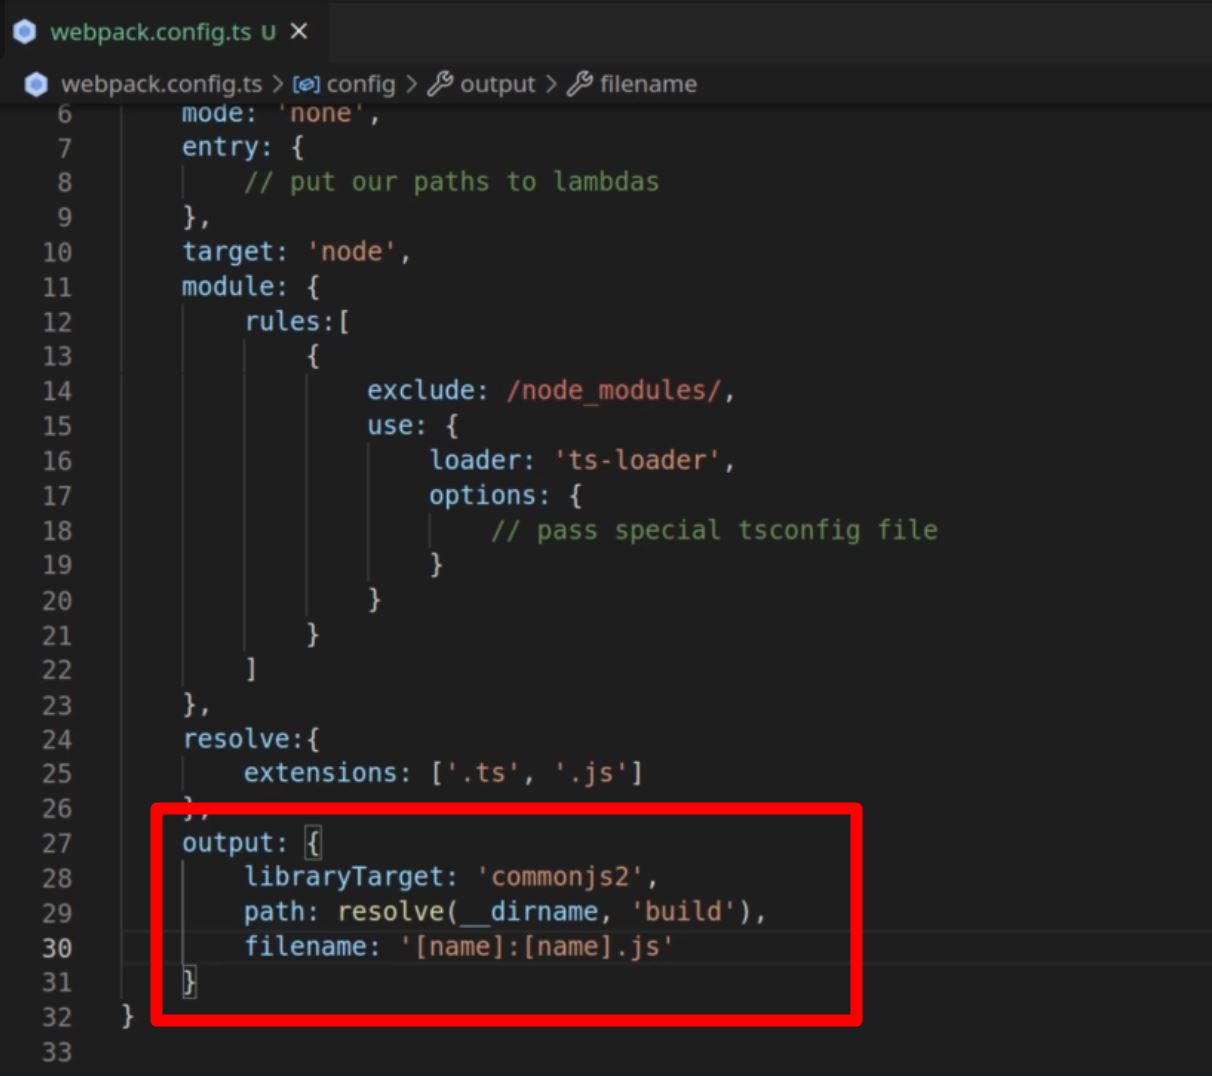 webpack.config.ts U ×
webpack.config.ts > config > output > filename
6 mode: 'none',
7 entry: {
8 // put our paths to lambdas
9 },
10 target: 'node',
11 module: {
12 rules:[
13 {
14 exclude: /node_modules/,
15 use: {
16 loader: 'ts-loader',
17 options: {
18 // pass special tsconfig file
19 }
20 }
21 }
22 ]
23 },
24 resolve:{
25 extensions: ['.ts', '.js']
26 },
27 output: {
28 libraryTarget: 'commonjs2',
29 path: resolve(__dirname, 'build'),
30 filename: '[name]:[name].js'
31 }
32 }
33